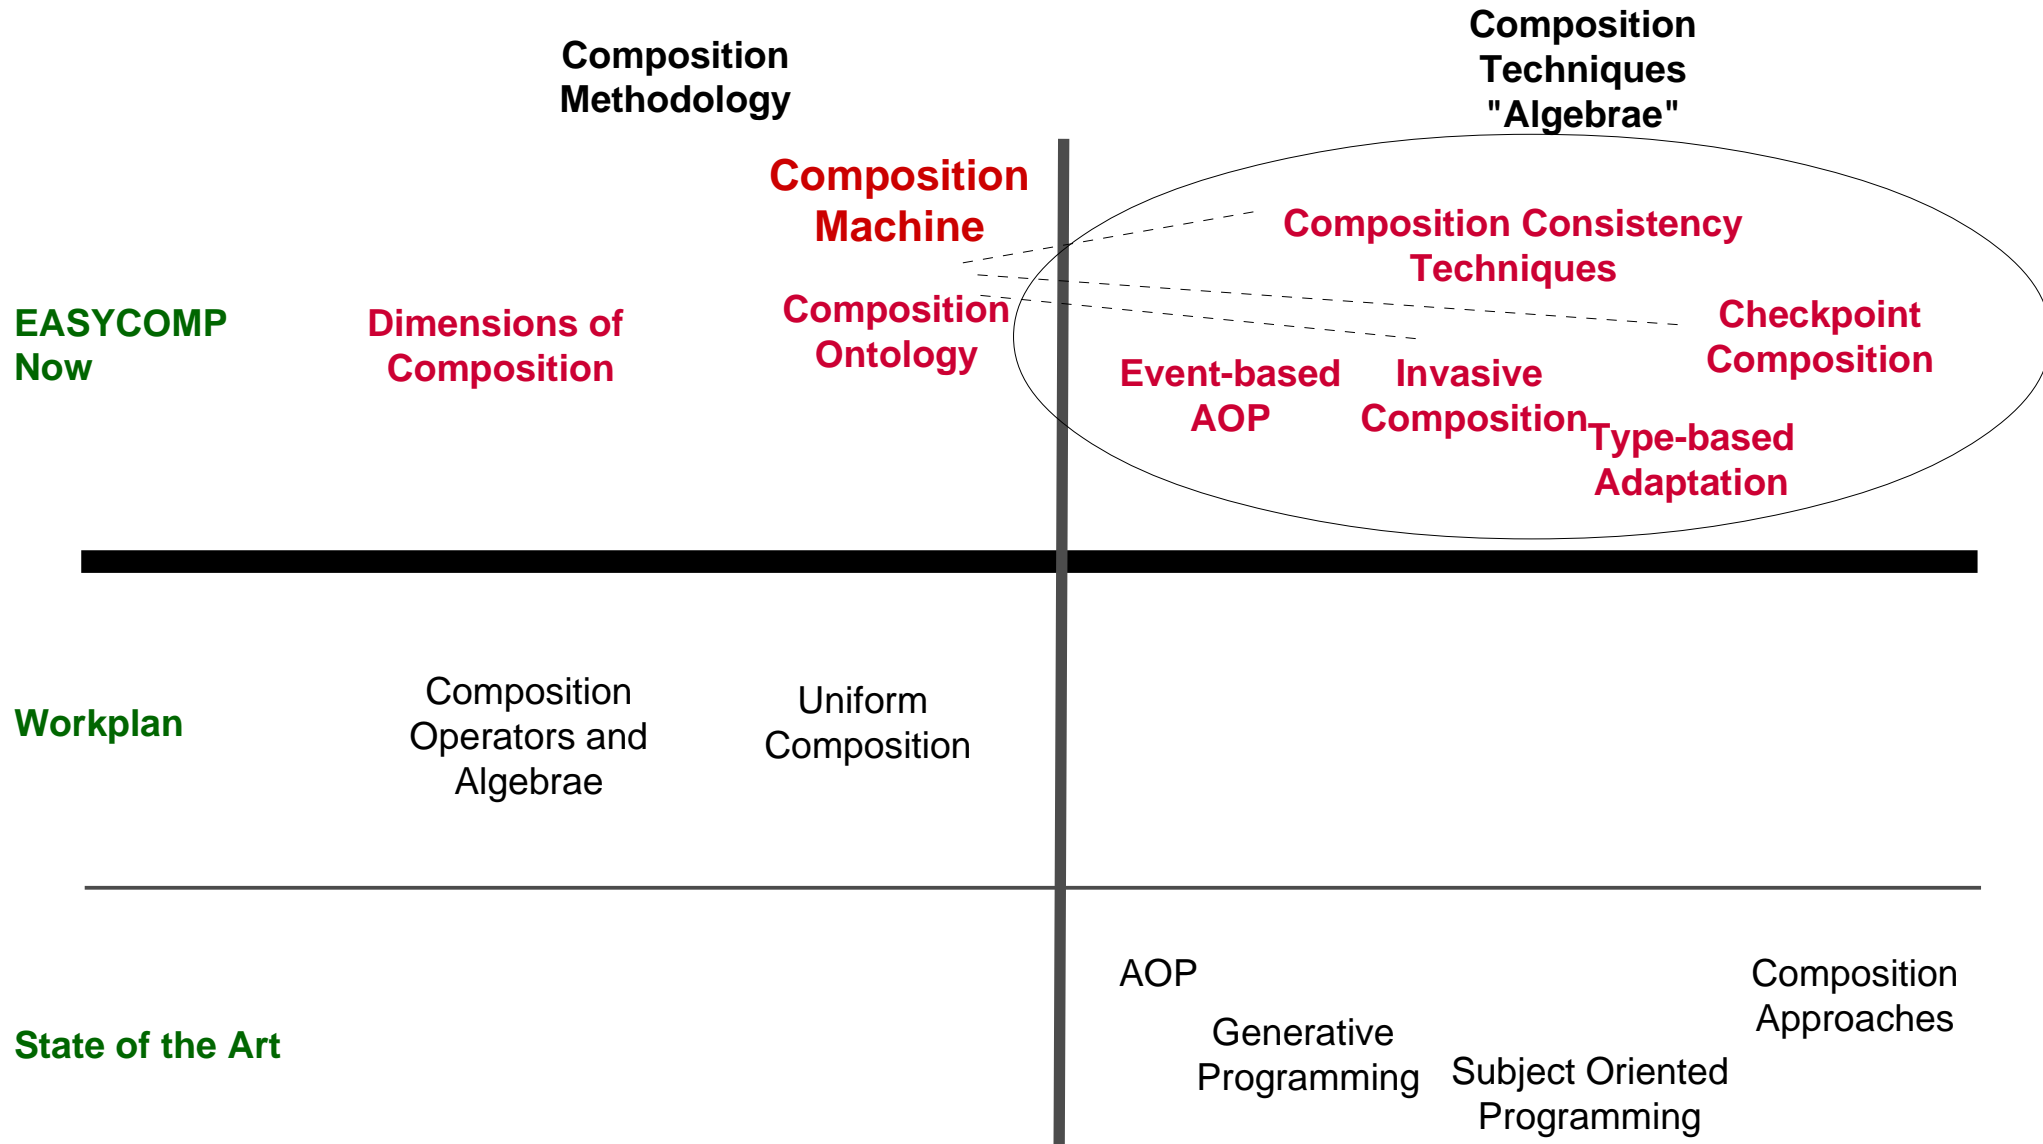 Composition
Methodology
Composition
Techniques
"Algebrae"
EASYCOMP
Now
Dimensions of
Composition
Composition
Machine
Composition
Ontology
Composition Consistency
Techniques
Checkpoint
Composition
Event-based
AOP
Invasive
Composition
Type-based
Adaptation
Workplan
Composition
Operators and
Algebrae
Uniform
Composition
State of the Art
AOP
Generative
Programming
Subject Oriented
Programming
Composition
Approaches